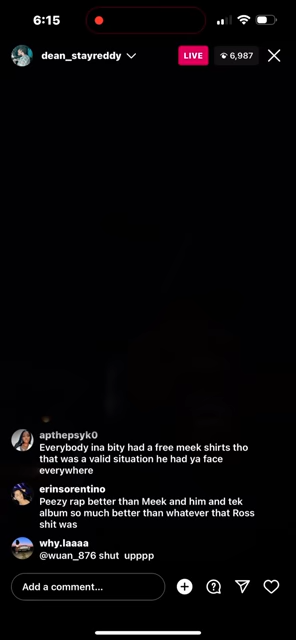 6:15
dean_stayreddy
LIVE
6,987
apthepsyk0
Everybody ina bity had a free meek shirts tho
that was a valid situation he had ya face
everywhere
erinsorentino
Peezy rap better than Meek and him and tek
album so much better than whatever that Ross
shit was
why.laaaa
@wuan_876 shut upppp
Add a comment...